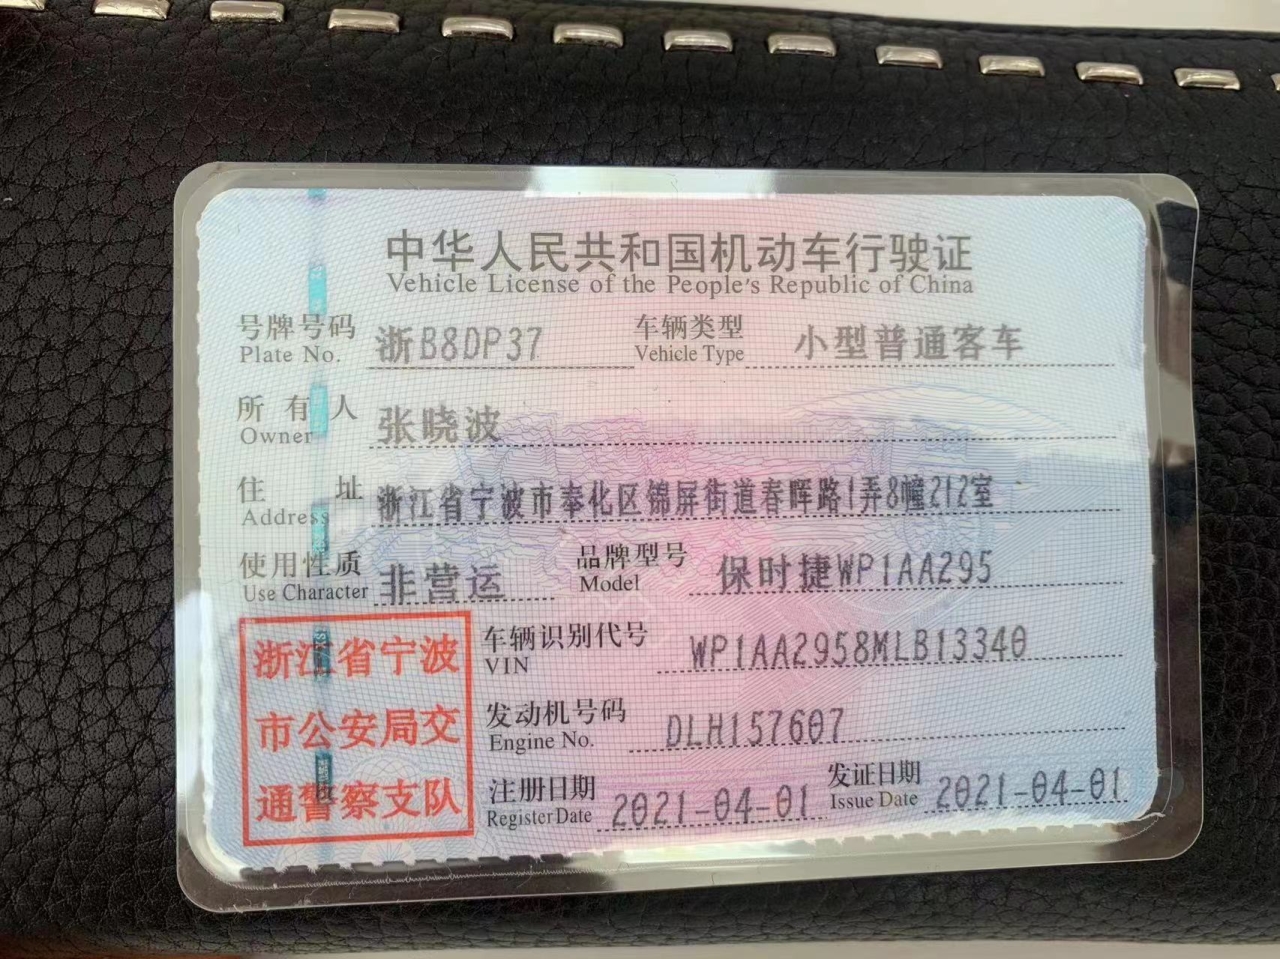 中华人民共和国机动车行驶证
Vehicle License of the People's Republic of China
号牌号码 浙B8DP37 车辆类型 小型普通客车
Plate No. Vehicle Type
所有人 张晓波
Owner
住址 浙江省宁波市奉化区锦屏街道春晖路1弄8幢212室
Address
使用性质 非营运 品牌型号 保时捷WP1AA295
Use Character Model
浙江省宁波 车辆识别代号 WP1AA2958MLB13340
VIN
市公安局交 发动机号码 DLH157607
Engine No.
通警察支队 注册日期 2021-04-01 发证日期 2021-04-01
Register Date Issue Date